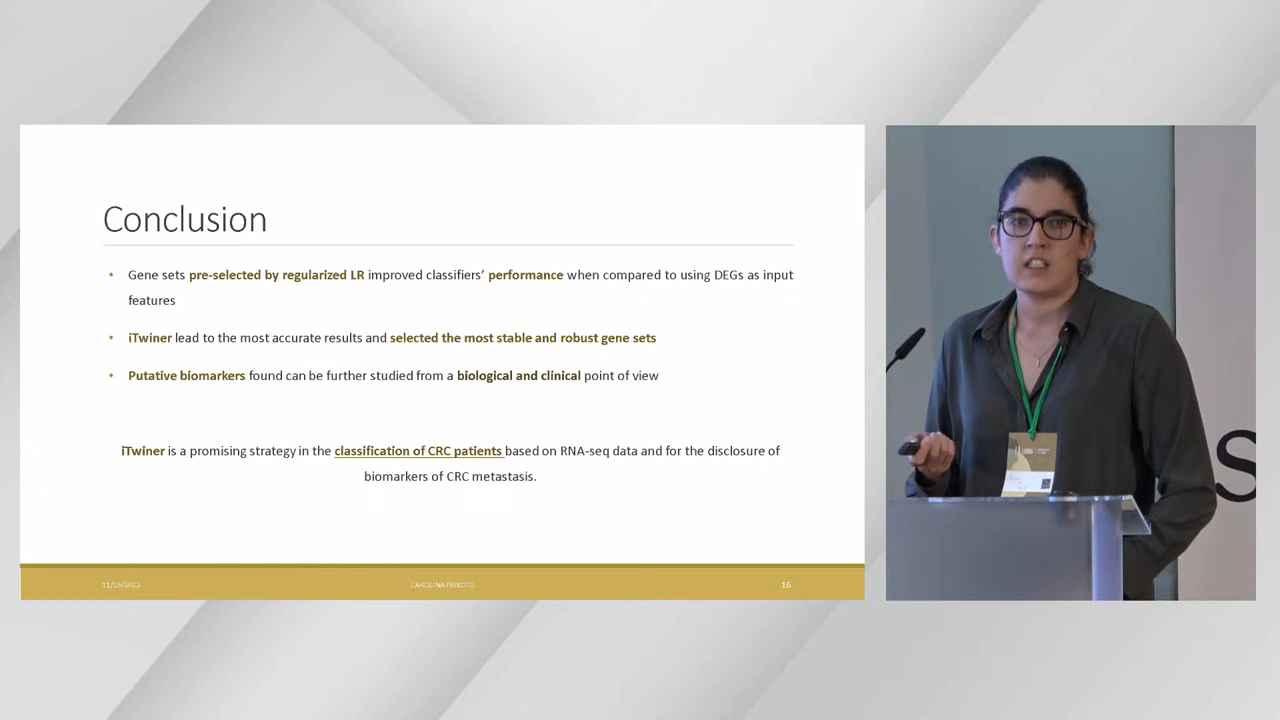 Conclusion
• Gene sets pre-selected by regularized LR improved classifiers’ performance when compared to using DEGs as input
features
• iTwiner lead to the most accurate results and selected the most stable and robust gene sets
• Putative biomarkers found can be further studied from a biological and clinical point of view
iTwiner is a promising strategy in the classification of CRC patients based on RNA-seq data and for the disclosure of
biomarkers of CRC metastasis.
11/15/2022
CAROLINA PEIXOTO
16
S